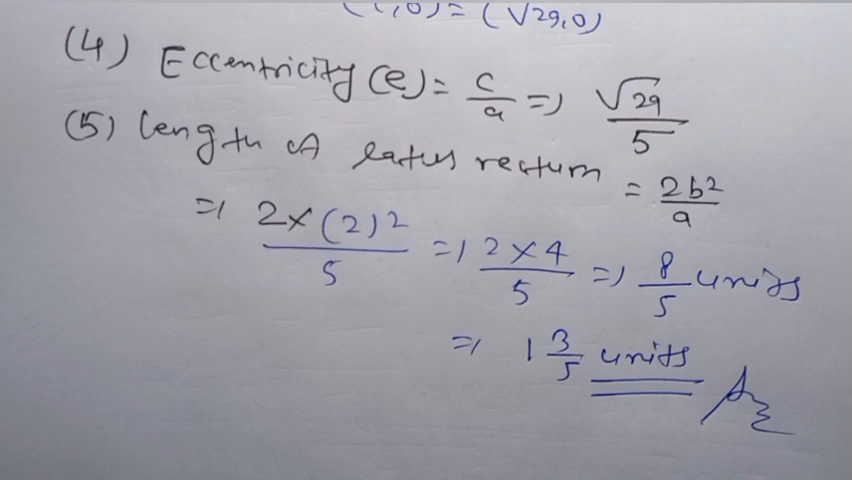 (c,0) = (√29,0)
(4) Eccentricity (e) = c/a => √29/5
(5) length of latus rectum = 2b²/a
=> 2×(2)²/5 => 2×4/5 => 8/5 units
=> 1 3/5 units Ans